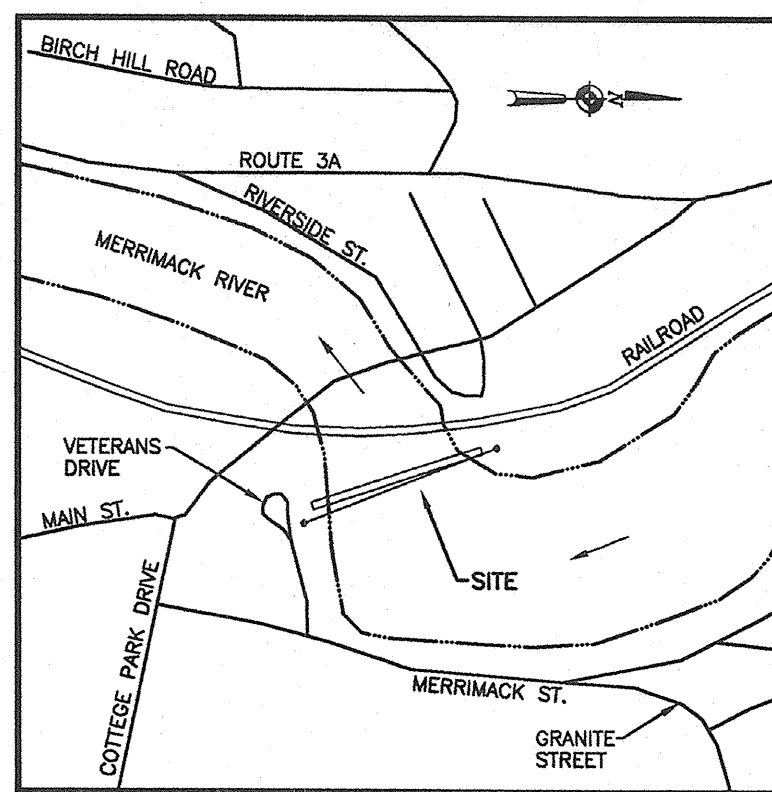 BIRCH HILL ROAD
N
ROUTE 3A
RIVERSIDE ST.
MERRIMACK RIVER
RAILROAD
VETERANS
DRIVE
MAIN ST.
SITE
COTTEGE PARK DRIVE
MERRIMACK ST.
GRANITE
STREET